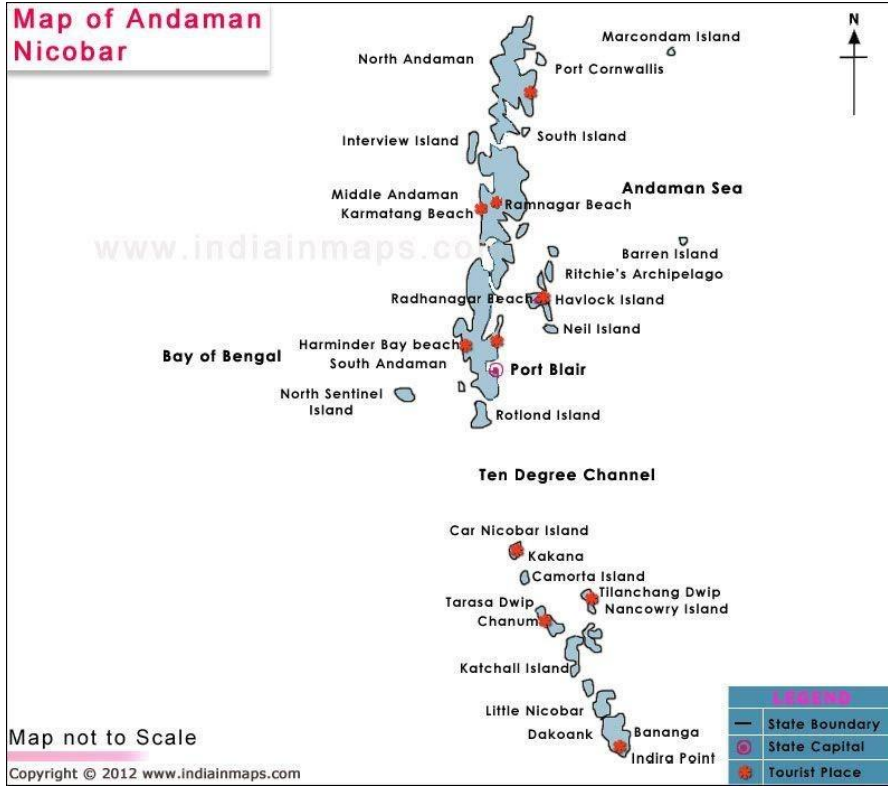 Map of Andaman
Nicobar
N
Marcondam Island
North Andaman
Port Cornwallis
South Island
Interview Island
Andaman Sea
Middle Andaman
Ramnagar Beach
Karmatang Beach
www.indiainmaps.co
Barren Island
Ritchie's Archipelago
Radhanagar Beach
Havlock Island
Neil Island
Harminder Bay beach
Bay of Bengal
South Andaman
Port Blair
North Sentinel
Island
Rotlond Island
Ten Degree Channel
Car Nicobar Island
Kakana
Camorta Island
Tilanchang Dwip
Tarasa Dwip
Nancowry Island
Chanum
Katchall Island
Little Nicobar
Dakoank
Bananga
Indira Point
LEGEND
State Boundary
State Capital
Tourist Place
Map not to Scale
Copyright © 2012 www.indiainmaps.com